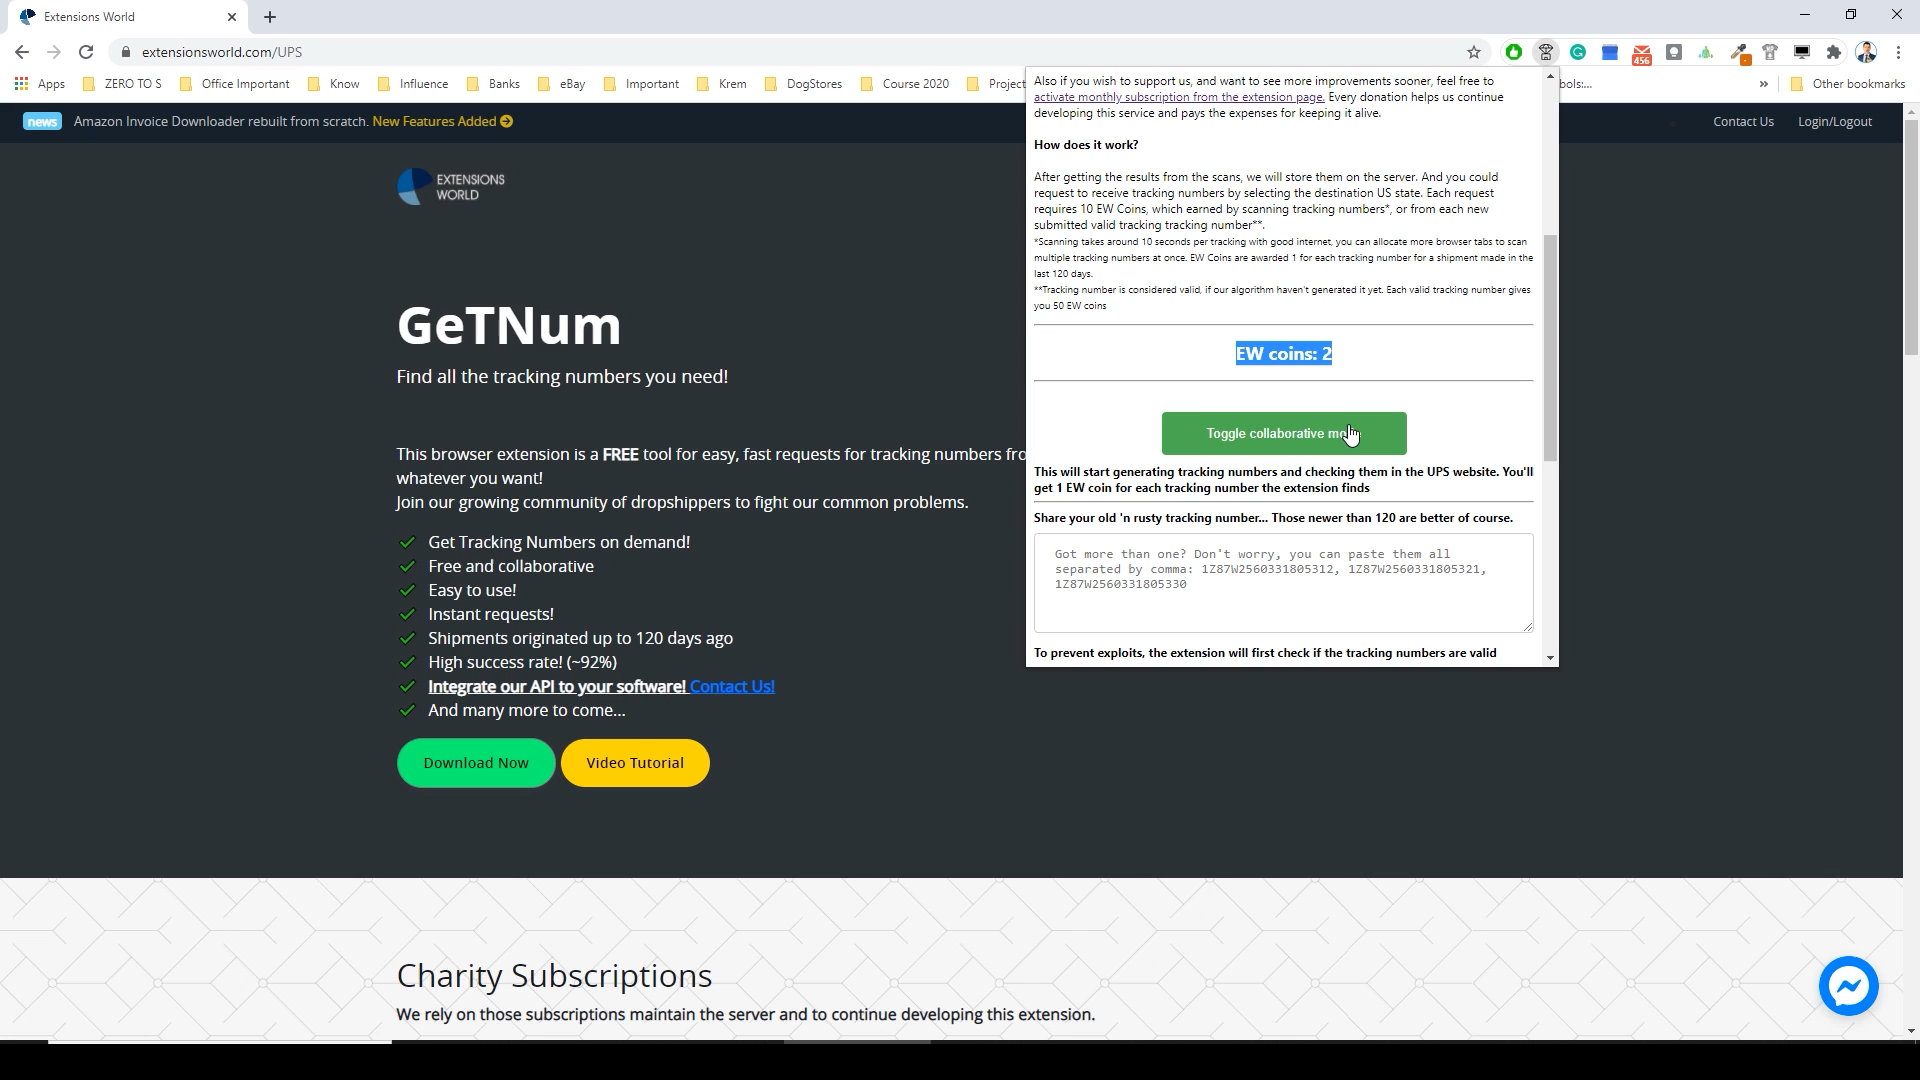 Extensions World
extensionsworld.com/UPS
456
Apps
ZERO TO S
Office Important
Know
Influence
Banks
eBay
Important
Krem
DogStores
Course 2020
Project
bols:...
»
Other bookmarks
news Amazon Invoice Downloader rebuilt from scratch. New Features Added
Contact Us
Login/Logout
EXTENSIONS
WORLD
GeTNum
Find all the tracking numbers you need!
This browser extension is a FREE tool for easy, fast requests for tracking numbers fro
whatever you want!
Join our growing community of dropshippers to fight our common problems.
Get Tracking Numbers on demand!
Free and collaborative
Easy to use!
Instant requests!
Shipments originated up to 120 days ago
High success rate! (~92%)
Integrate our API to your software! Contact Us!
And many more to come...
Download Now
Video Tutorial
Also if you wish to support us, and want to see more improvements sooner, feel free to
activate monthly subscription from the extension page. Every donation helps us continue
developing this service and pays the expenses for keeping it alive.
How does it work?
After getting the results from the scans, we will store them on the server. And you could
request to receive tracking numbers by selecting the destination US state. Each request
requires 10 EW Coins, which earned by scanning tracking numbers*, or from each new
submitted valid tracking tracking number**.
*Scanning takes around 10 seconds per tracking with good internet, you can allocate more browser tabs to scan
multiple tracking numbers at once. EW Coins are awarded 1 for each tracking number for a shipment made in the
last 120 days.
**Tracking number is considered valid, if our algorithm haven't generated it yet. Each valid tracking number gives
you 50 EW coins
EW coins: 2
Toggle collaborative mo
This will start generating tracking numbers and checking them in the UPS website. You'll
get 1 EW coin for each tracking number the extension finds
Share your old 'n rusty tracking number... Those newer than 120 are better of course.
Got more than one? Don't worry, you can paste them all
separated by comma: 1Z87W2560331805312, 1Z87W2560331805321,
1Z87W2560331805330
To prevent exploits, the extension will first check if the tracking numbers are valid
Charity Subscriptions
We rely on those subscriptions maintain the server and to continue developing this extension.